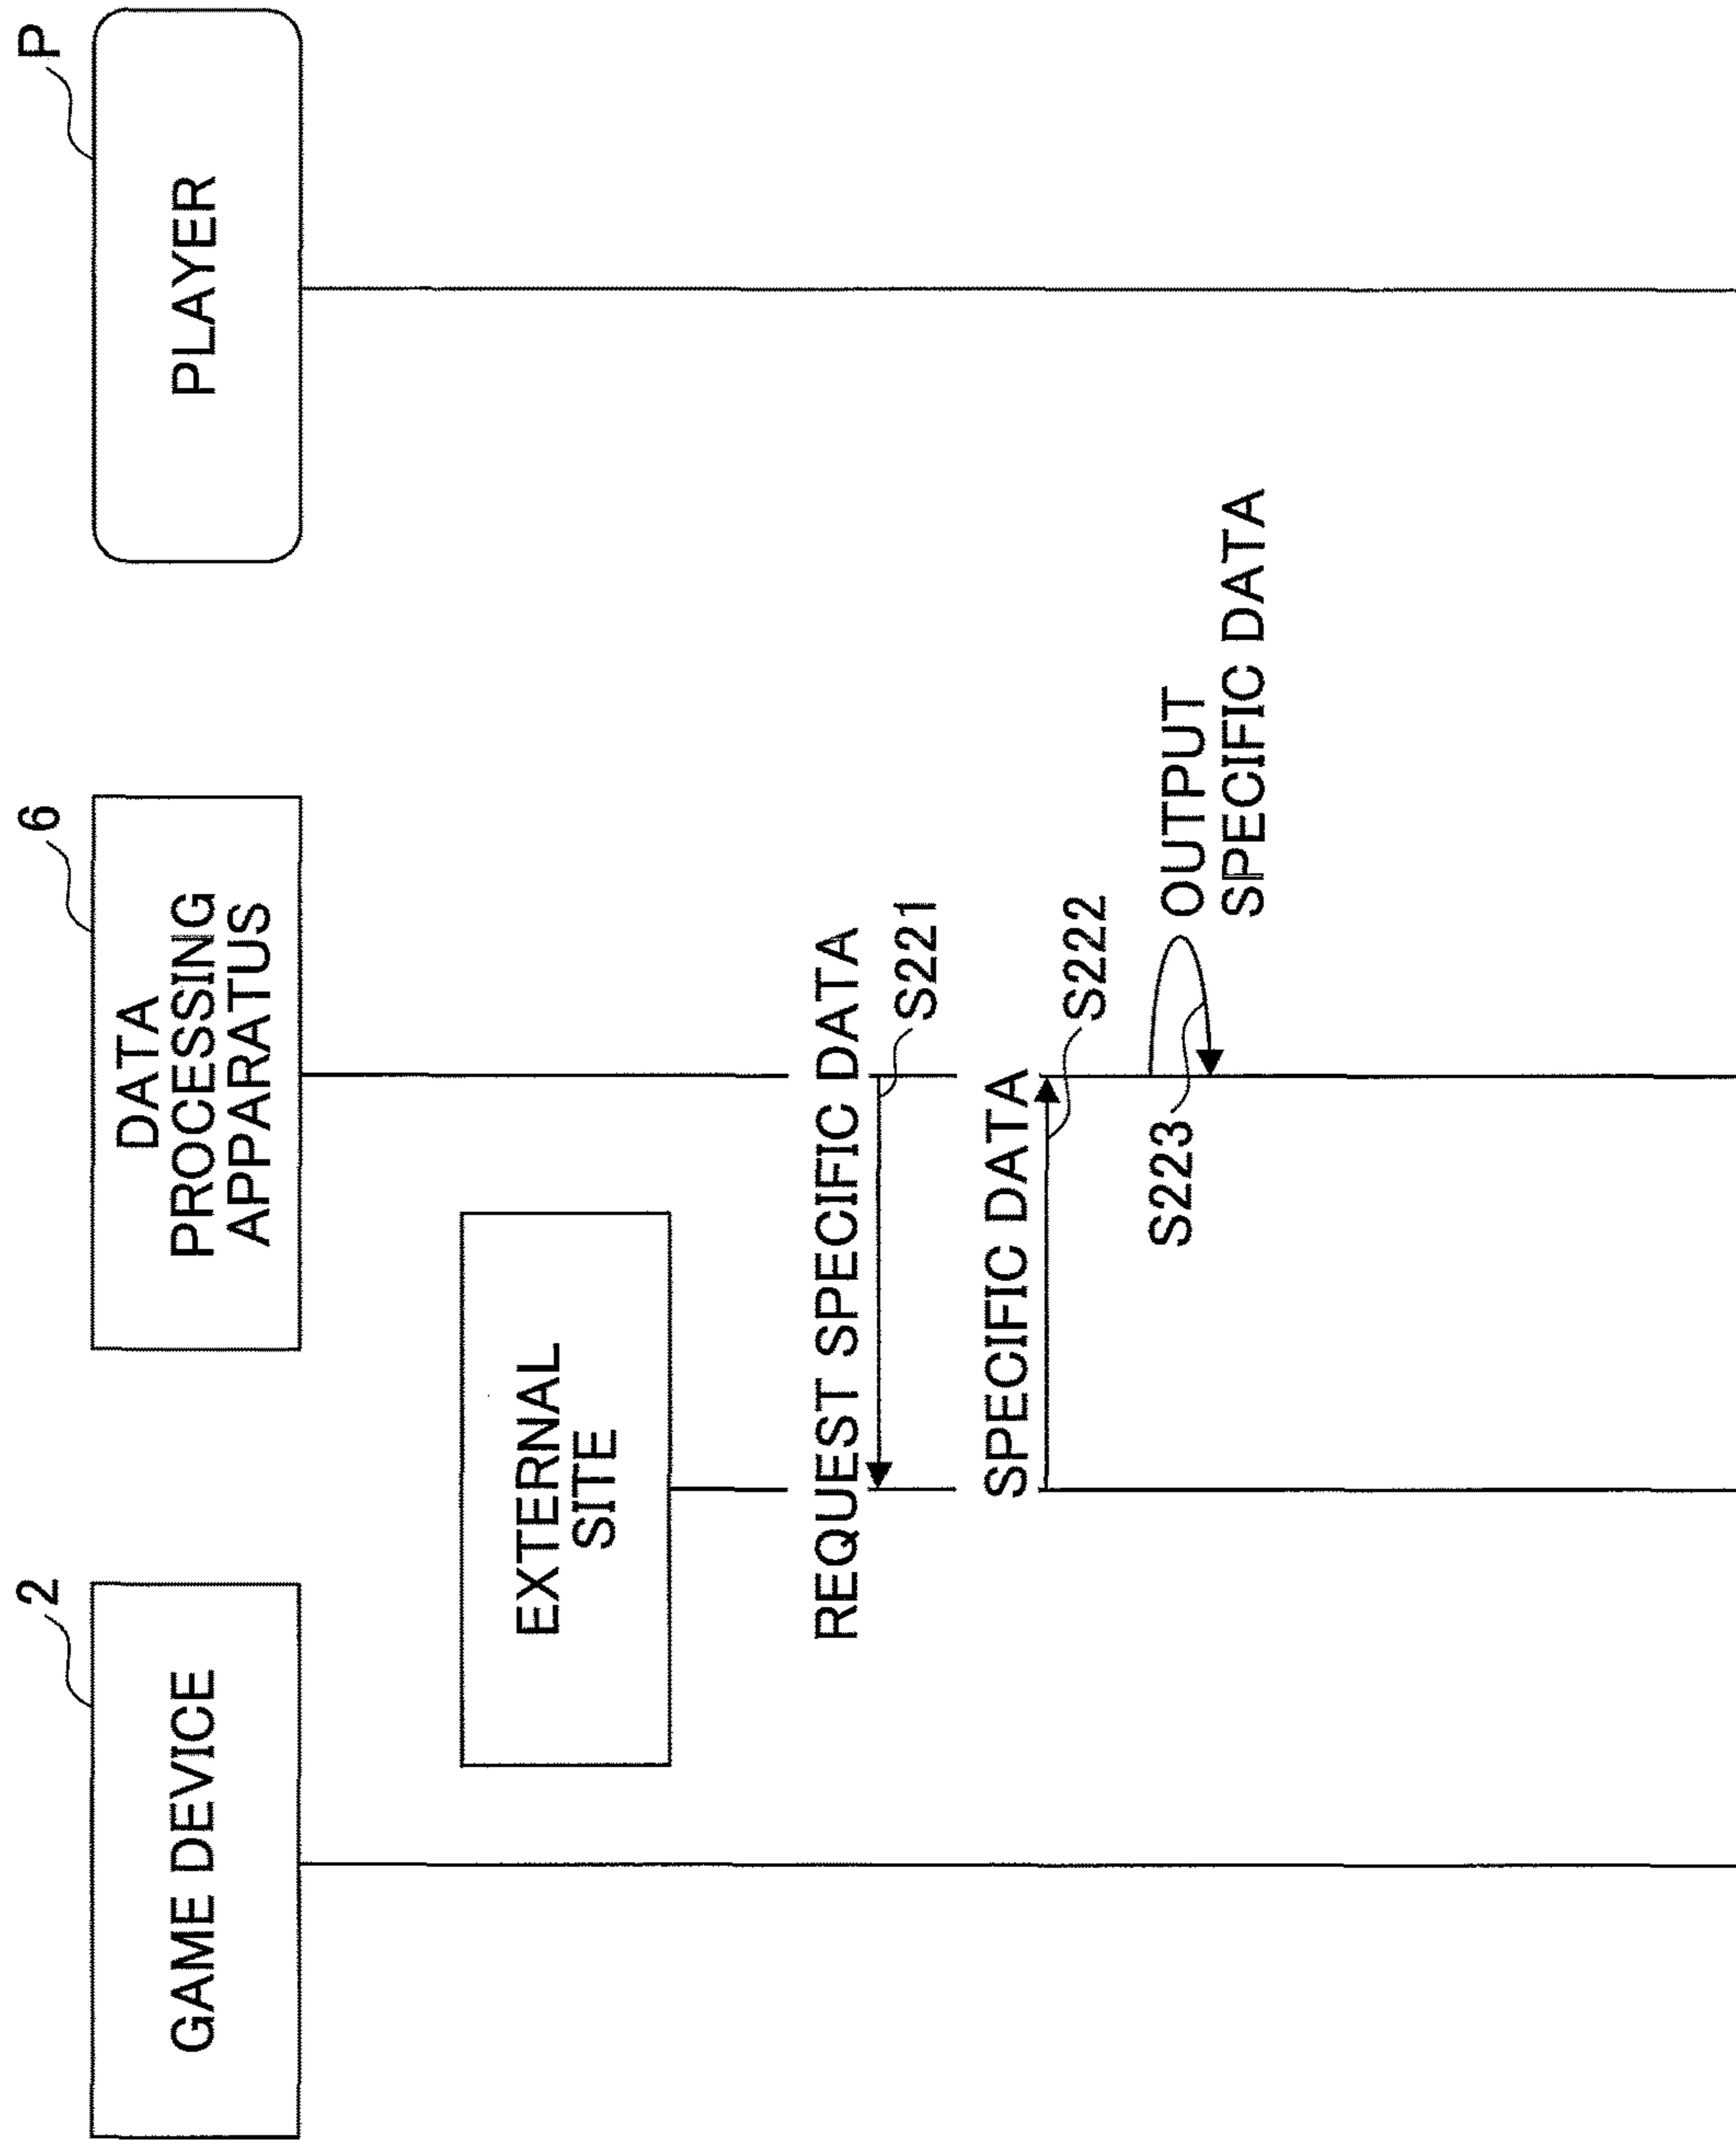 2
GAME DEVICE
EXTERNAL
SITE
6
DATA
PROCESSING
APPARATUS
P
PLAYER
REQUEST SPECIFIC DATA
S221
SPECIFIC DATA
S222
S223
OUTPUT
SPECIFIC DATA